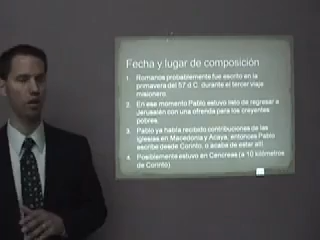 Fecha y lugar de composición
1. Romanos probablemente fue escrito en la
primavera del 57 d.C. durante el tercer viaje
misionero.
2. En ese momento Pablo estuvo listo de regresar a
Jerusalén con una ofrenda para los creyentes
pobres.
3. Pablo ya había recibido contribuciones de las
iglesias en Macedonia y Acaya, entonces Pablo
escribe desde Corinto, o acaba de estar allí.
4. Posiblemente estuvo en Cencrea (a 10 kilómetros
de Corinto)